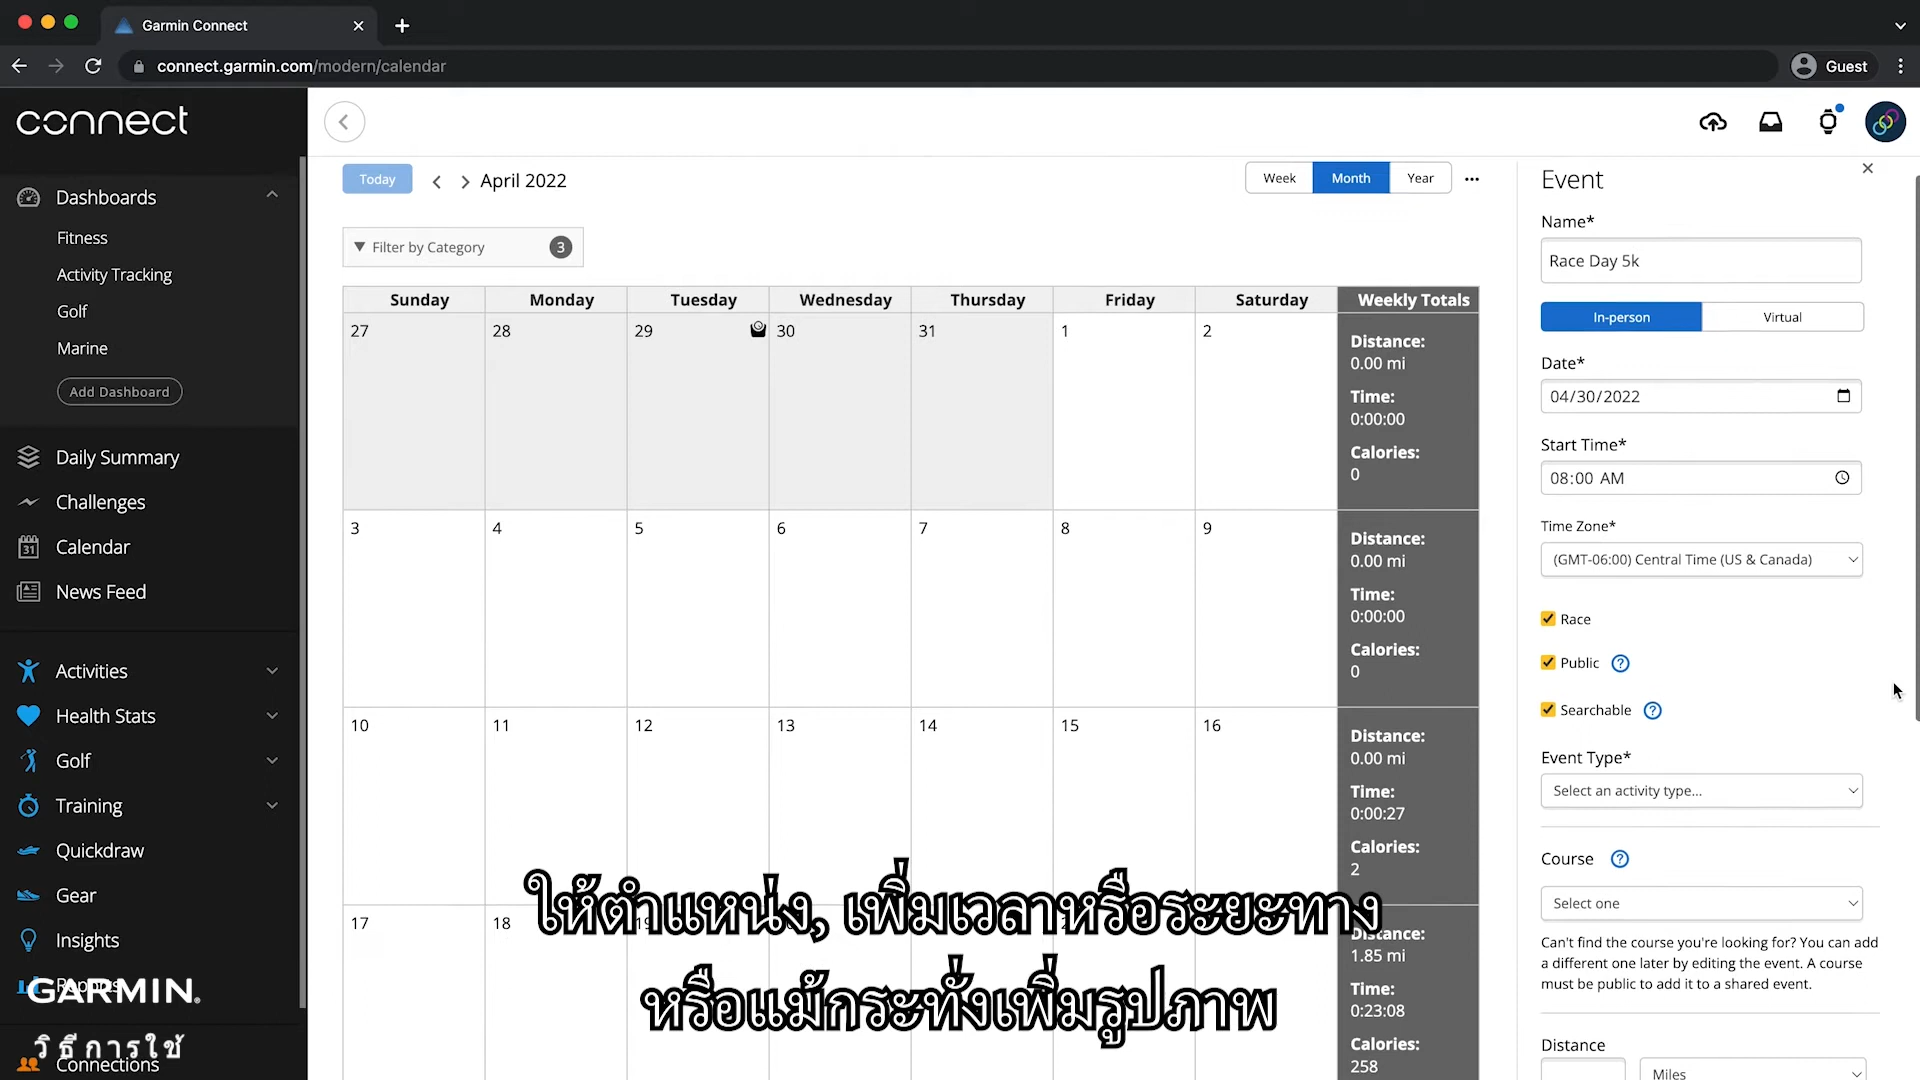 Garmin Connect
connect.garmin.com/modern/calendar
Guest
connect
Dashboards
Fitness
Activity Tracking
Golf
Marine
Add Dashboard
Daily Summary
Challenges
31
Calendar
News Feed
Activities
Health Stats
Golf
Training
Quickdraw
Gear
Insights
GARMIN.
วิธีการใช้
Connections
Today
April 2022
Week Month Year
Filter by Category 3
Sunday Monday Tuesday Wednesday Thursday Friday Saturday Weekly Totals
27 28 29 30 31 1 2
Distance:
0.00 mi
Time:
0:00:00
Calories:
0
3 4 5 6 7 8 9
Distance:
0.00 mi
Time:
0:00:00
Calories:
0
10 11 12 13 14 15 16
Distance:
0.00 mi
Time:
0:00:27
Calories:
2
17 18 19
Distance:
1.85 mi
Time:
0:23:08
Calories:
258
ให้ตำแหน่ง, เพิ่มเวลาหรือระยะทาง
หรือแม้กระทั่งเพิ่มรูปภาพ
Event
Name*
Race Day 5k
In-person Virtual
Date*
04/30/2022
Start Time*
08:00 AM
Time Zone*
(GMT-06:00) Central Time (US & Canada)
Race
Public
Searchable
Event Type*
Select an activity type...
Course
Select one
Can't find the course you're looking for? You can add
a different one later by editing the event. A course
must be public to add it to a shared event.
Distance
Miles